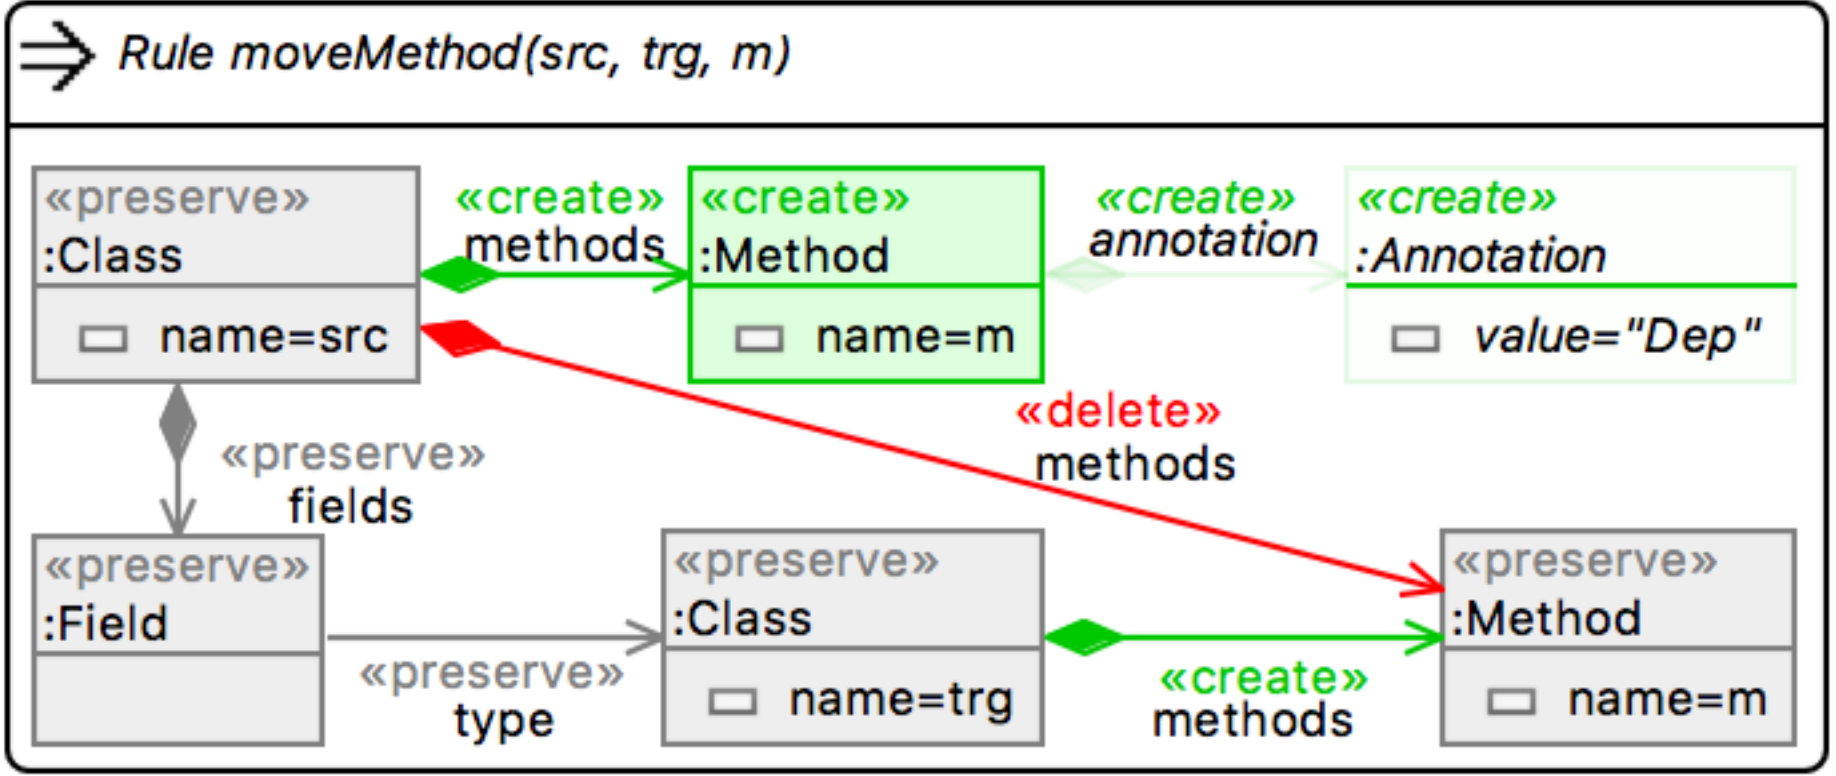 Rule moveMethod(src, trg, m)
«preserve»
:Class
name=src
«create»
methods
«create»
:Method
name=m
«create»
annotation
«create»
:Annotation
value="Dep"
«delete»
methods
«preserve»
fields
«preserve»
:Field
«preserve»
type
«preserve»
:Class
name=trg
«create»
methods
«preserve»
:Method
name=m